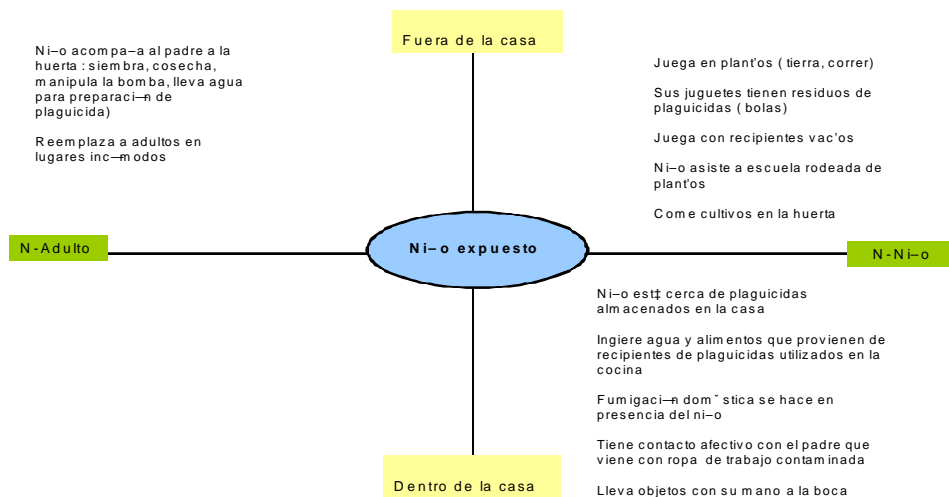 Fuera de la casa
Ni–o acompa–a al padre a la
huerta : siembra, cosecha,
manipula la bomba, lleva agua
para preparaci—n de
plaguicida)
Reemplaza a adultos en
lugares inc—modos
Juega en plant'os ( tierra, correr)
Sus juguetes tienen residuos de
plaguicidas ( bolas)
Juega con recipientes vac'os
Ni–o asiste a escuela rodeada de
plant'os
Come cultivos en la huerta
N-Adulto
Ni–o expuesto
N-Ni–o
Ni–o est‡ cerca de plaguicidas
almacenados en la casa
Ingiere agua y alimentos que provienen de
recipientes de plaguicidas utilizados en la
cocina
Fumigaci—n domˇstica se hace en
presencia del ni–o
Tiene contacto afectivo con el padre que
viene con ropa de trabajo contaminada
Lleva objetos con su mano a la boca
Dentro de la casa